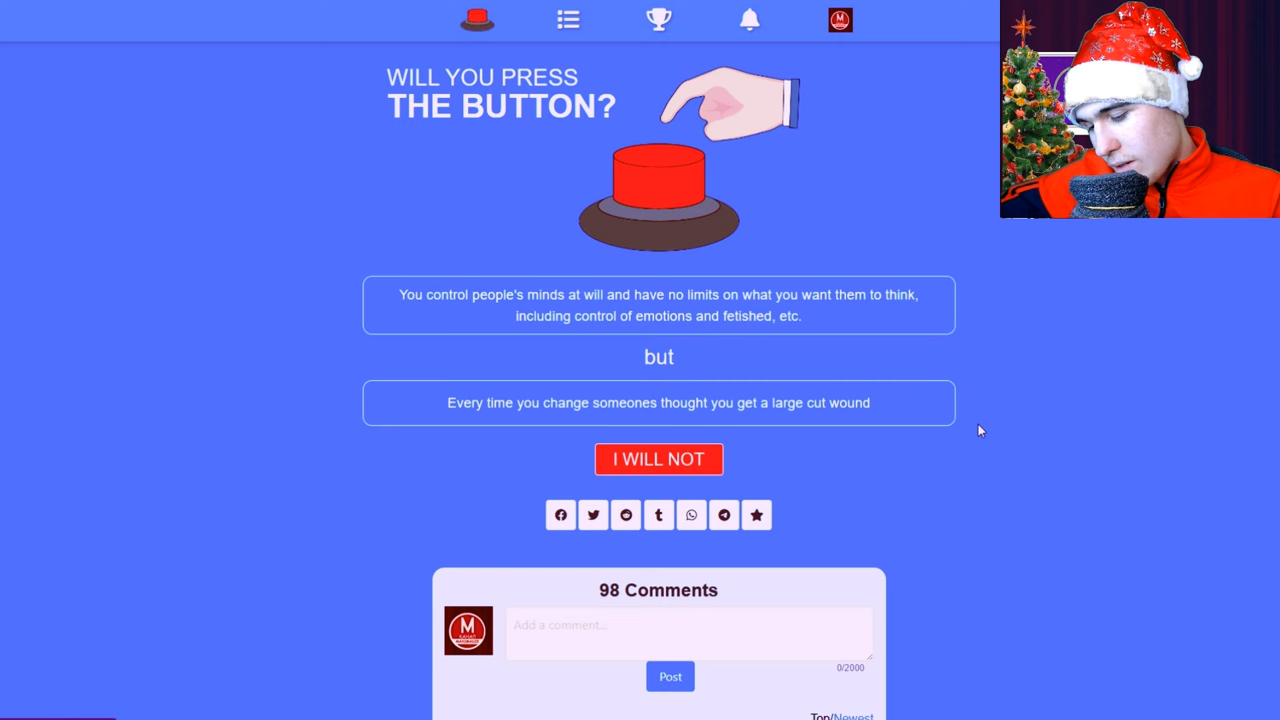 M
WILL YOU PRESS
THE BUTTON?
You control people's minds at will and have no limits on what you want them to think,
including control of emotions and fetished, etc.
but
Every time you change someones thought you get a large cut wound
I WILL NOT
98 Comments
M
Add a comment...
0/2000
Post
Top/Newest